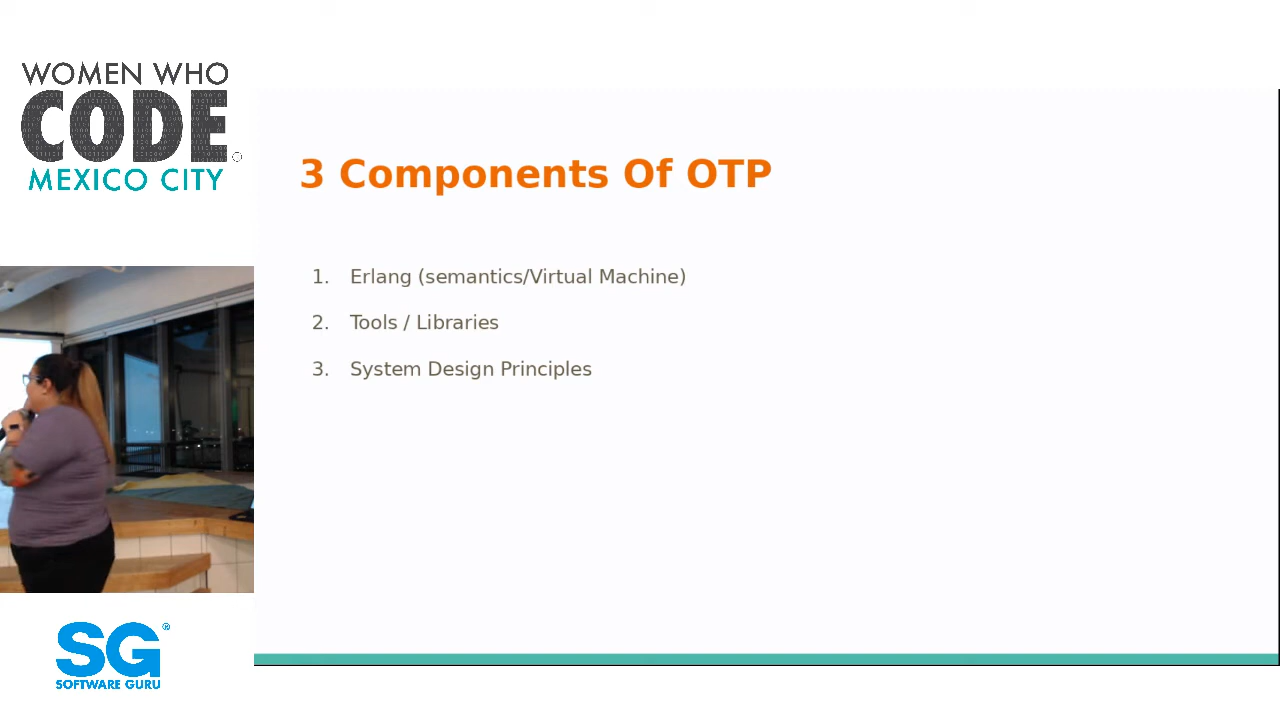 WOMEN WHO
CODE
MEXICO CITY
3 Components Of OTP
1. Erlang (semantics/Virtual Machine)
2. Tools / Libraries
3. System Design Principles
SG®
SOFTWARE GURU